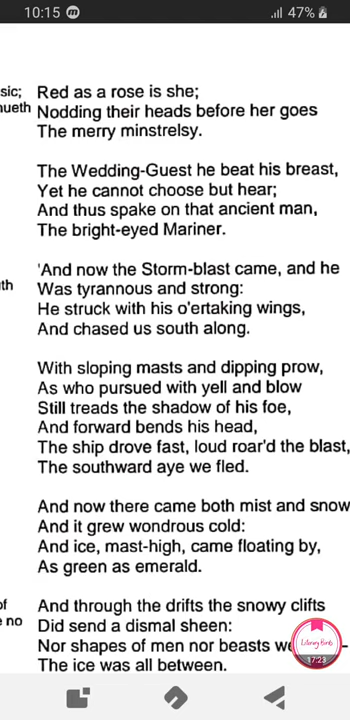 10:15 47%
sic; Red as a rose is she;
nueth Nodding their heads before her goes
The merry minstrelsy.
The Wedding-Guest he beat his breast,
Yet he cannot choose but hear;
And thus spake on that ancient man,
The bright-eyed Mariner.
'And now the Storm-blast came, and he
th Was tyrannous and strong:
He struck with his o'ertaking wings,
And chased us south along.
With sloping masts and dipping prow,
As who pursued with yell and blow
Still treads the shadow of his foe,
And forward bends his head,
The ship drove fast, loud roar'd the blast,
The southward aye we fled.
And now there came both mist and snow
And it grew wondrous cold:
And ice, mast-high, came floating by,
As green as emerald.
of And through the drifts the snowy clifts
no Did send a dismal sheen:
Nor shapes of men nor beasts we
The ice was all between.
Literary Birds
17:23